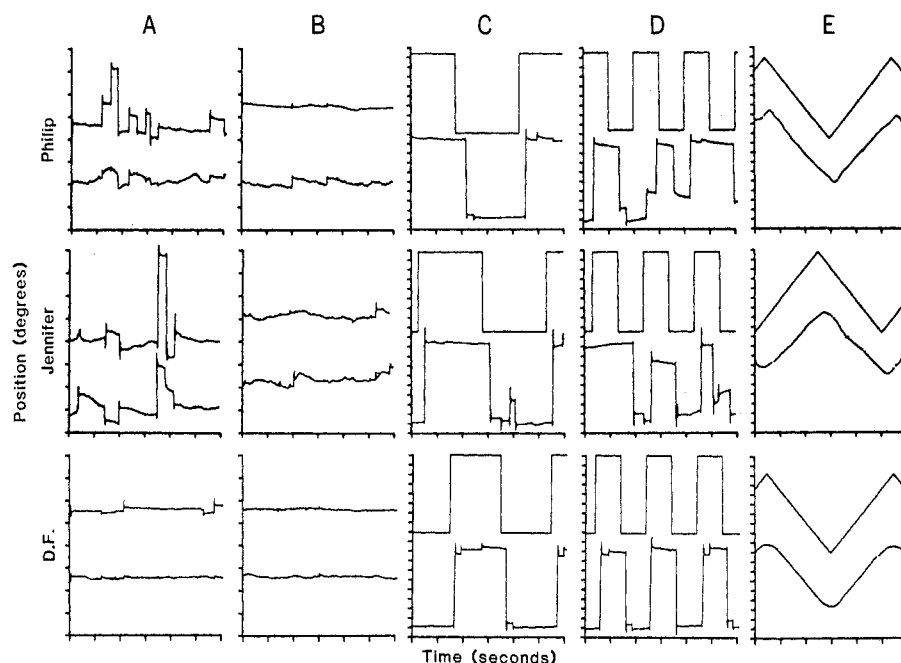 A B C D E
Philip
Position (degrees)
Jennifer
D.F.
Time (seconds)